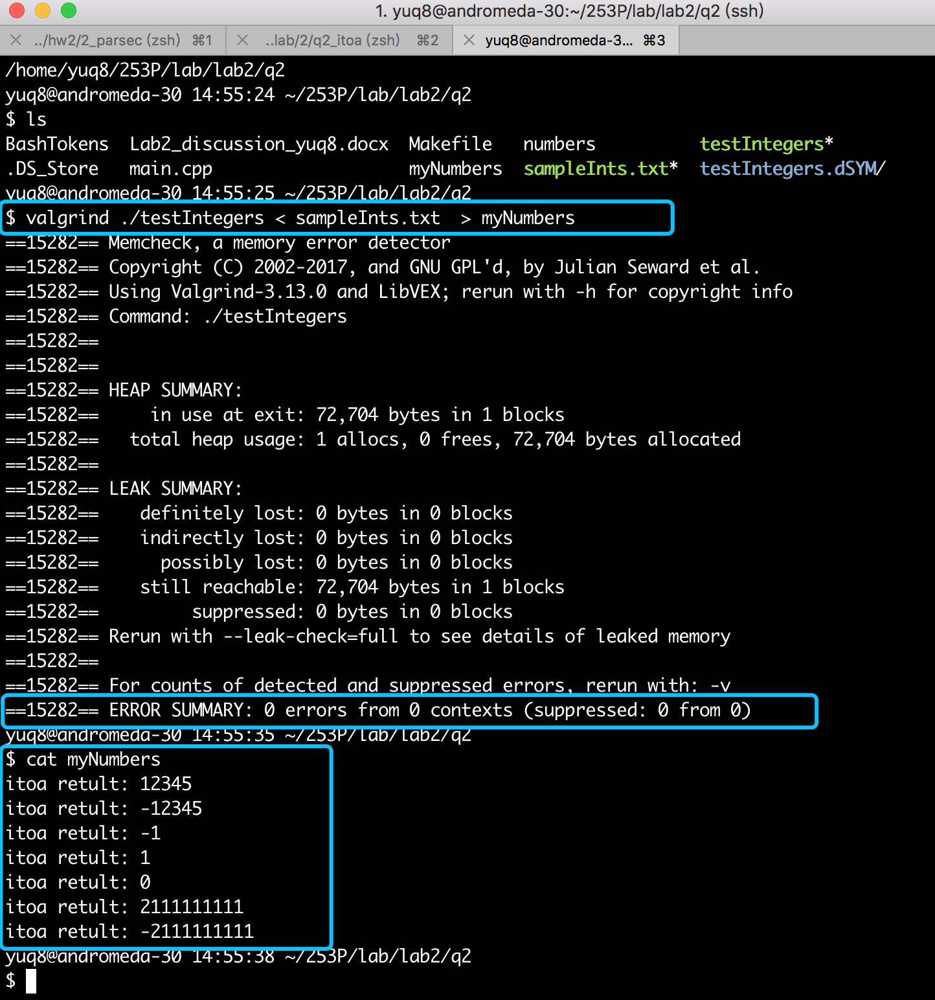 1. yuq8@andromeda-30:~/253P/lab/lab2/q2 (ssh)
../hw2/2_parsec (zsh) ⌘1 ..lab/2/q2_itoa (zsh) ⌘2 yuq8@andromeda-3... ⌘3
/home/yuq8/253P/lab/lab2/q2
yuq8@andromeda-30 14:55:24 ~/253P/lab/lab2/q2
$ ls
BashTokens  Lab2_discussion_yuq8.docx  Makefile   numbers          testIntegers*
.DS_Store   main.cpp                   myNumbers  sampleInts.txt*  testIntegers.dSYM/
yuq8@andromeda-30 14:55:25 ~/253P/lab/lab2/q2
$ valgrind ./testIntegers < sampleInts.txt  > myNumbers
==15282== Memcheck, a memory error detector
==15282== Copyright (C) 2002-2017, and GNU GPL'd, by Julian Seward et al.
==15282== Using Valgrind-3.13.0 and LibVEX; rerun with -h for copyright info
==15282== Command: ./testIntegers
==15282==
==15282==
==15282== HEAP SUMMARY:
==15282==     in use at exit: 72,704 bytes in 1 blocks
==15282==   total heap usage: 1 allocs, 0 frees, 72,704 bytes allocated
==15282==
==15282== LEAK SUMMARY:
==15282==    definitely lost: 0 bytes in 0 blocks
==15282==    indirectly lost: 0 bytes in 0 blocks
==15282==      possibly lost: 0 bytes in 0 blocks
==15282==    still reachable: 72,704 bytes in 1 blocks
==15282==         suppressed: 0 bytes in 0 blocks
==15282== Rerun with --leak-check=full to see details of leaked memory
==15282==
==15282== For counts of detected and suppressed errors, rerun with: -v
==15282== ERROR SUMMARY: 0 errors from 0 contexts (suppressed: 0 from 0)
yuq8@andromeda-30 14:55:35 ~/253P/lab/lab2/q2
$ cat myNumbers
itoa retult: 12345
itoa retult: -12345
itoa retult: -1
itoa retult: 1
itoa retult: 0
itoa retult: 2111111111
itoa retult: -2111111111
yuq8@andromeda-30 14:55:38 ~/253P/lab/lab2/q2
$